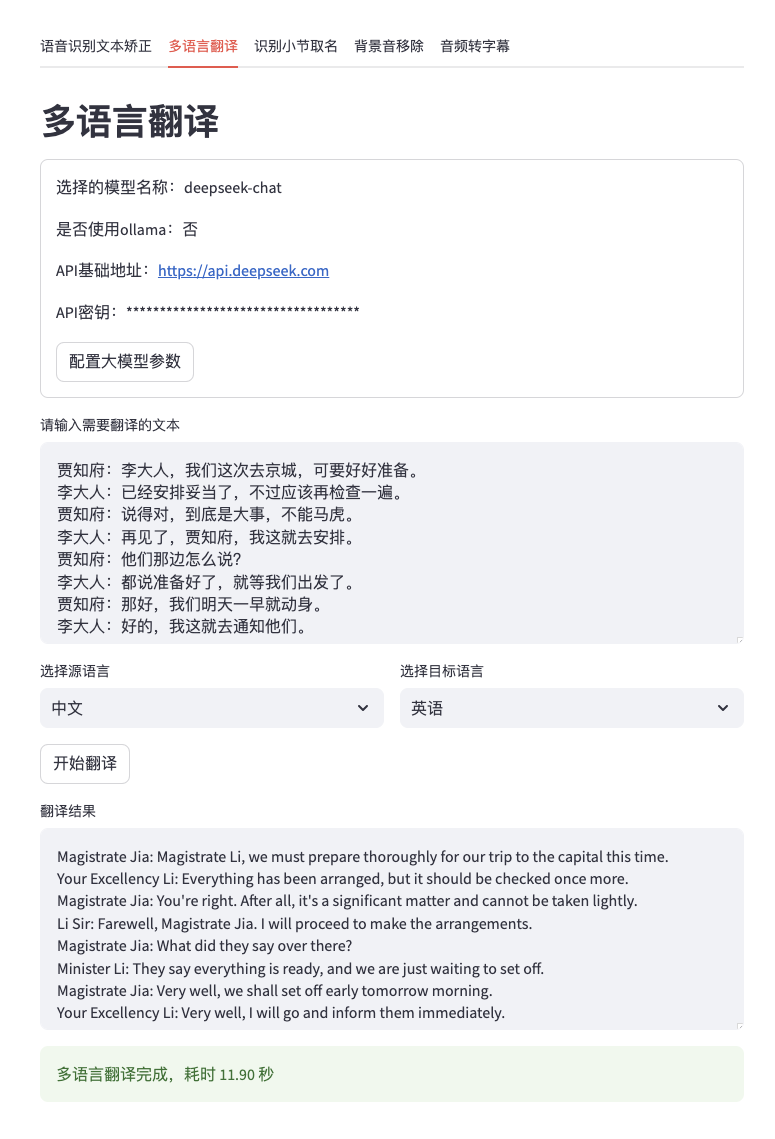 语音识别文本矫正 多语言翻译 识别小节取名 背景音移除 音频转字幕
多语言翻译
选择的模型名称：deepseek-chat
是否使用ollama：否
API基础地址：https://api.deepseek.com
API密钥：***********************************
配置大模型参数
请输入需要翻译的文本
贾知府：李大人，我们这次去京城，可要好好准备。
李大人：已经安排妥当了，不过应该再检查一遍。
贾知府：说得对，到底是大事，不能马虎。
李大人：再见了，贾知府，我这就去安排。
贾知府：他们那边怎么说？
李大人：都说准备好了，就等我们出发了。
贾知府：那好，我们明天一早就动身。
李大人：好的，我这就去通知他们。
选择源语言 选择目标语言
中文 英语
开始翻译
翻译结果
Magistrate Jia: Magistrate Li, we must prepare thoroughly for our trip to the capital this time.
Your Excellency Li: Everything has been arranged, but it should be checked once more.
Magistrate Jia: You're right. After all, it's a significant matter and cannot be taken lightly.
Li Sir: Farewell, Magistrate Jia. I will proceed to make the arrangements.
Magistrate Jia: What did they say over there?
Minister Li: They say everything is ready, and we are just waiting to set off.
Magistrate Jia: Very well, we shall set off early tomorrow morning.
Your Excellency Li: Very well, I will go and inform them immediately.
多语言翻译完成，耗时 11.90 秒